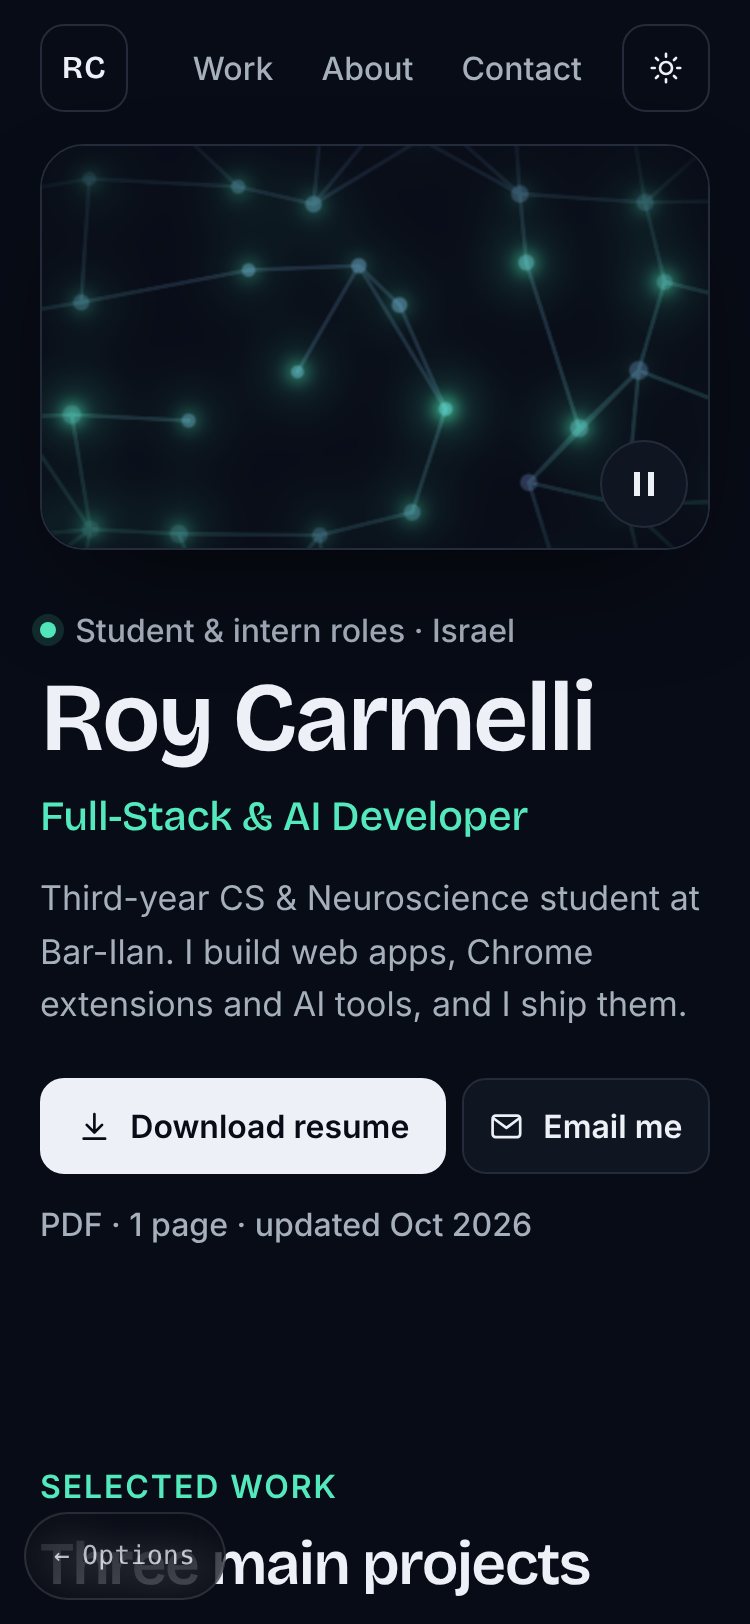 RC
Work
About
Contact
Student & intern roles · Israel
Roy Carmelli
Full-Stack & AI Developer
Third-year CS & Neuroscience student at
Bar-Ilan. I build web apps, Chrome
extensions and AI tools, and I ship them.
Download resume
Email me
PDF · 1 page · updated Oct 2026
SELECTED WORK
Three main projects
← Options